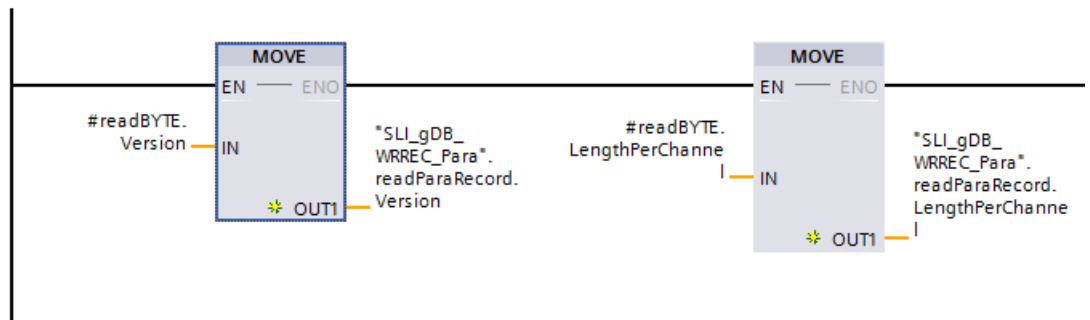 MOVE
EN
ENO
#readBYTE.
Version
IN
OUT1
"SLI_gDB_
WRREC_Para".
readParaRecord.
Version
MOVE
EN
ENO
#readBYTE.
LengthPerChanne
l
IN
OUT1
"SLI_gDB_
WRREC_Para".
readParaRecord.
LengthPerChanne
l